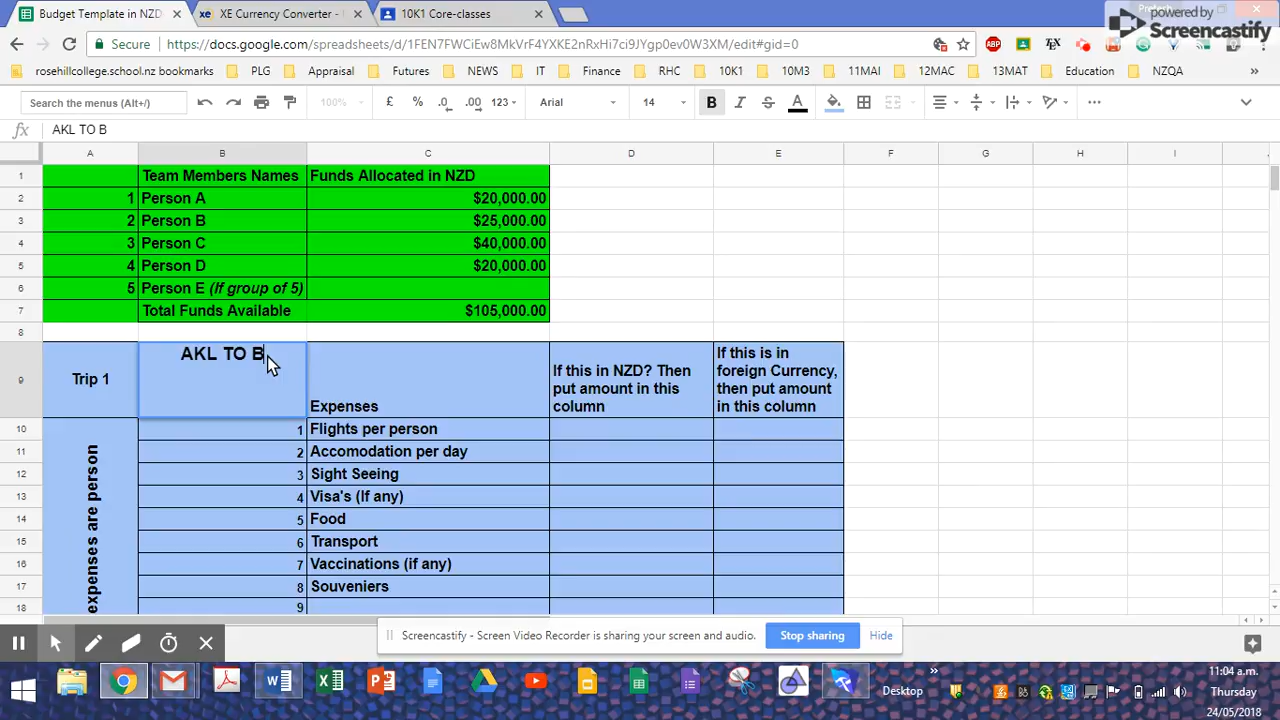 Budget Template in NZD
XE Currency Converter -
10K1 Core-classes
powered by
Screencastify
Secure
https://docs.google.com/spreadsheets/d/
/edit#gid=0
ABP
rosehillcollege.school.nz bookmarks
PLG
Appraisal
Futures
NEWS
Finance
RHC
10K1
10M3
11MAI
12MAC
13MAT
Education
NZQA
»
Search the menus (Alt+/)
100%
£
%
.0
.00
123
Arial
14
B
I
S
A
fx
AKL TO B
A B C D E F G H I
1 Team Members Names Funds Allocated in NZD
2 1 Person A $20,000.00
3 2 Person B $25,000.00
4 3 Person C $40,000.00
5 4 Person D $20,000.00
6 5 Person E (If group of 5)
7 Total Funds Available $105,000.00
8
9 Trip 1
AKL TO B
Expenses
If this in NZD? Then
put amount in this
column
If this is in
foreign Currency,
then put amount
in this column
10 1 Flights per person
11 2 Accomodation per day
12 3 Sight Seeing
13 4 Visa's (If any)
14 5 Food
15 6 Transport
16 7 Vaccinations (if any)
17 8 Souveniers
18 9
expenses are person
Screencastify - Screen Video Recorder is sharing your screen and audio.
Stop sharing
Hide
Desktop
»
11:04 a.m.
Thursday
24/05/2018